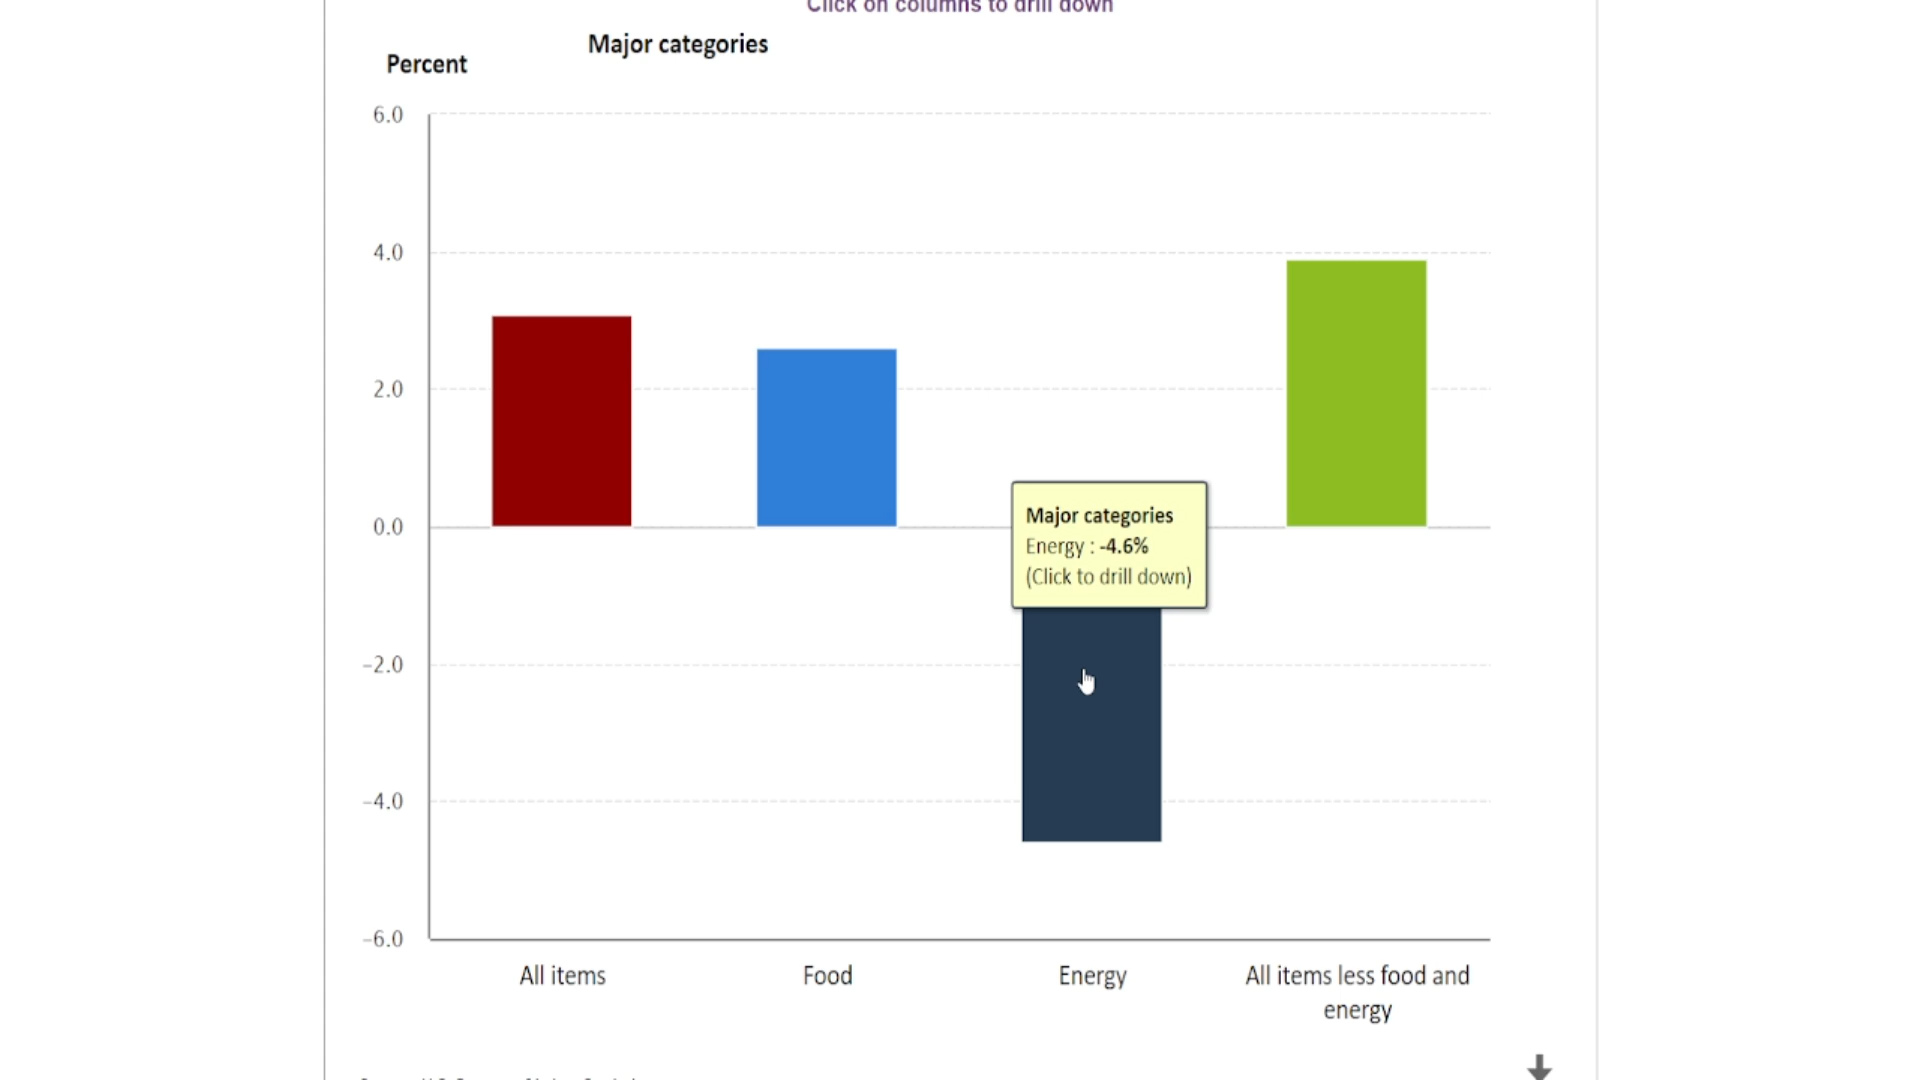 Click on columns to drill down
Major categories
Percent
6.0
4.0
2.0
0.0
−2.0
−4.0
−6.0
Major categories
Energy : -4.6%
(Click to drill down)
All items
Food
Energy
All items less food and
energy